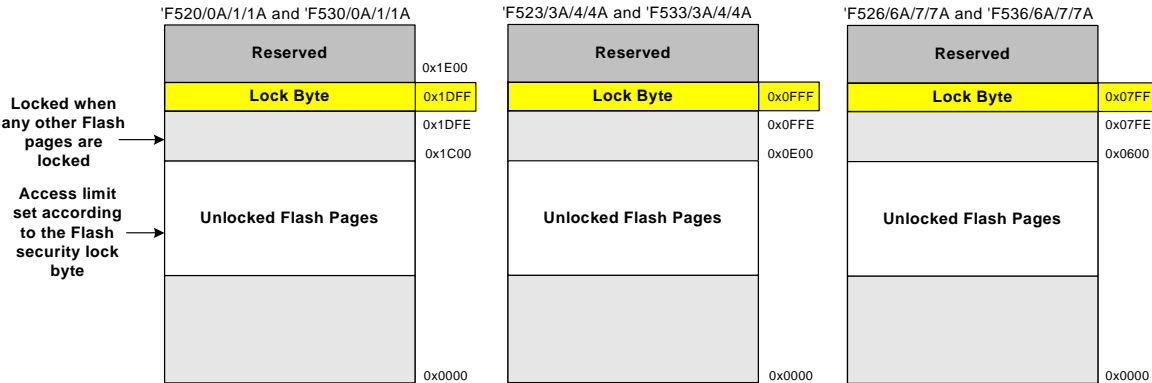 'F520/0A/1/1A and 'F530/0A/1/1A
'F523/3A/4/4A and 'F533/3A/4/4A
'F526/6A/7/7A and 'F536/6A/7/7A
Locked when
any other Flash
pages are
locked
Access limit
set according
to the Flash
security lock
byte
Reserved
0x1E00
Lock Byte
0x1DFF
0x1DFE
0x1C00
Unlocked Flash Pages
0x0000
Reserved
Lock Byte
0x0FFF
0x0FFE
0x0E00
Unlocked Flash Pages
0x0000
Reserved
Lock Byte
0x07FF
0x07FE
0x0600
Unlocked Flash Pages
0x0000